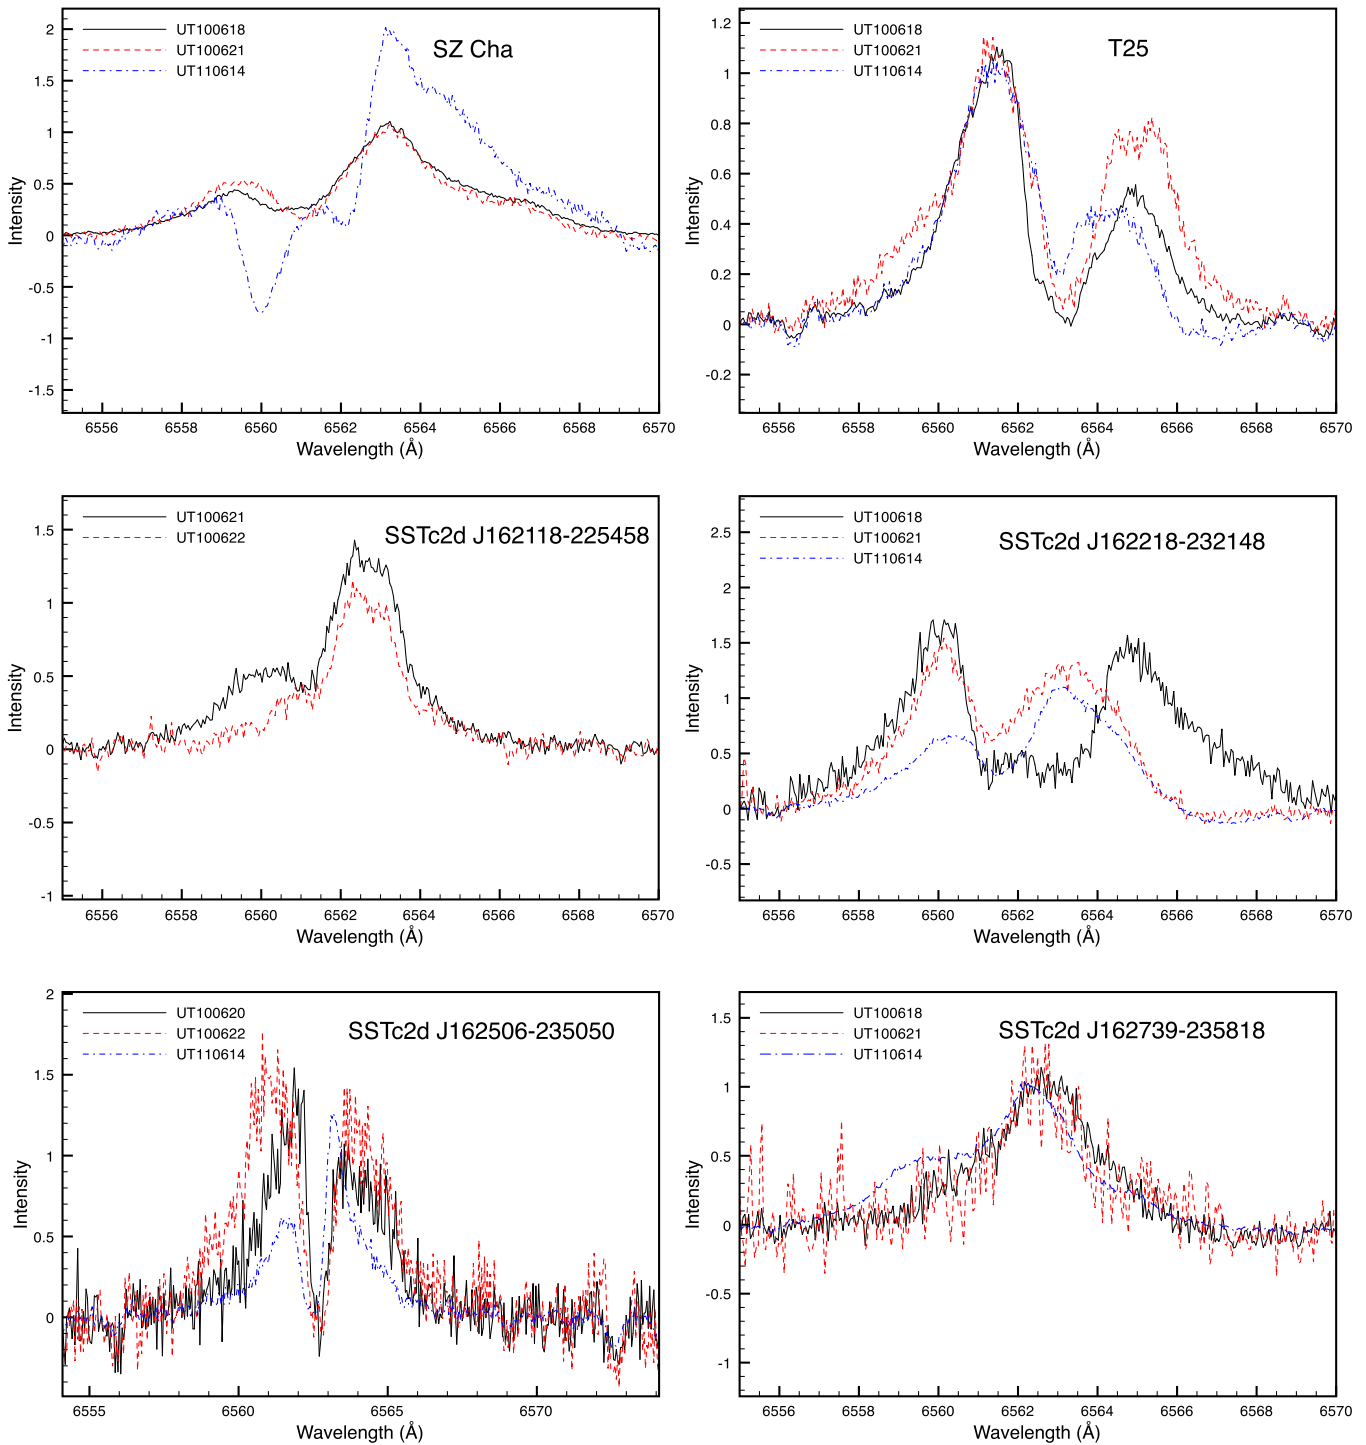 SZ Cha
UT100618
UT100621
UT110614
2
1.5
1
0.5
0
-0.5
-1
-1.5
Intensity
6556 6558 6560 6562 6564 6566 6568 6570
Wavelength (Å)
T25
UT100618
UT100621
UT110614
1.2
1
0.8
0.6
0.4
0.2
0
-0.2
Intensity
6556 6558 6560 6562 6564 6566 6568 6570
Wavelength (Å)
SSTc2d J162118-225458
UT100621
UT100622
1.5
1
0.5
0
-0.5
-1
Intensity
6556 6558 6560 6562 6564 6566 6568 6570
Wavelength (Å)
SSTc2d J162218-232148
UT100618
UT100621
UT110614
2.5
2
1.5
1
0.5
0
-0.5
Intensity
6556 6558 6560 6562 6564 6566 6568 6570
Wavelength (Å)
SSTc2d J162506-235050
UT100620
UT100622
UT110614
2
1.5
1
0.5
0
Intensity
6555 6560 6565 6570
Wavelength (Å)
SSTc2d J162739-235818
UT100618
UT100621
UT110614
1.5
1
0.5
0
-0.5
-1
Intensity
6556 6558 6560 6562 6564 6566 6568 6570
Wavelength (Å)